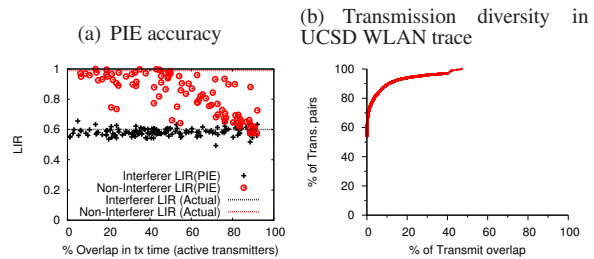 (a) PIE accuracy
1
0.8
0.6
0.4
0.2
0
LIR
Interferer LIR(PIE)
Non-Interferer LIR(PIE)
Interferer LIR (Actual)
Non-Interferer LIR (Actual)
0 10 20 30 40 50 60 70 80 90 100
% Overlap in tx time (active transmitters)
(b) Transmission diversity in
UCSD WLAN trace
100
80
60
40
20
0
% of Trans. pairs
0 20 40 60 80 100
% of Transmit overlap